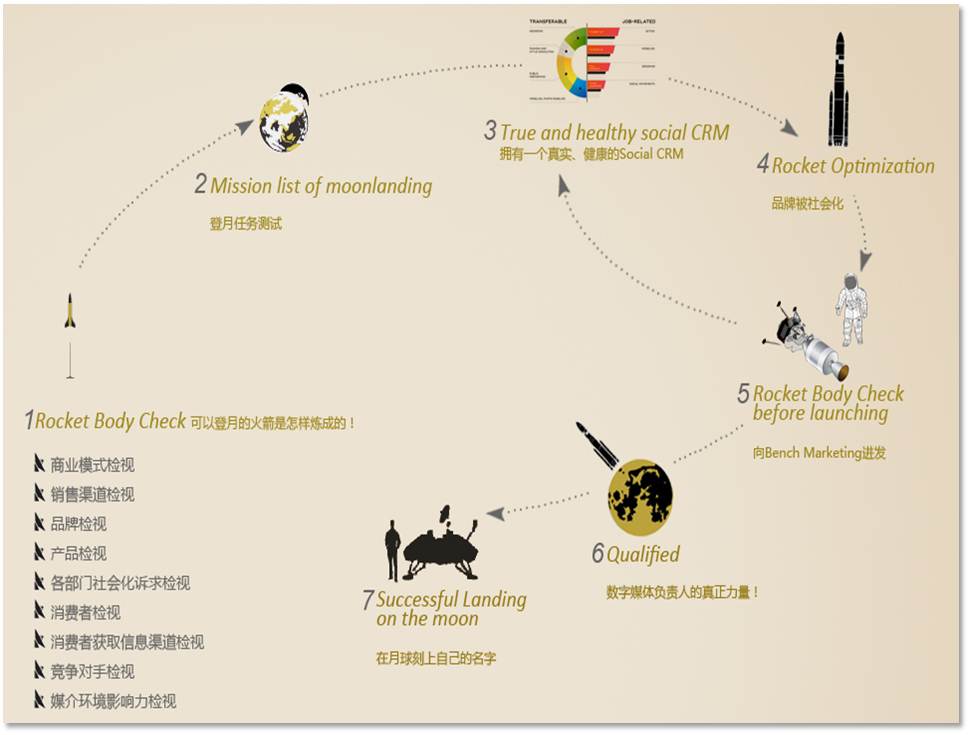 TRANSFERABLE
JOB-RELATED
3 True and healthy social CRM
拥有一个真实、健康的Social CRM
4 Rocket Optimization
品牌被社会化
2 Mission list of moonlanding
登月任务测试
5 Rocket Body Check
before launching
向Bench Marketing进发
1 Rocket Body Check 可以登月的火箭是怎样炼成的！
商业模式检视
销售渠道检视
品牌检视
产品检视
各部门社会化诉求检视
消费者检视
消费者获取信息渠道检视
竞争对手检视
媒介环境影响力检视
6 Qualified
数字媒体负责人的真正力量！
7 Successful Landing
on the moon
在月球刻上自己的名字